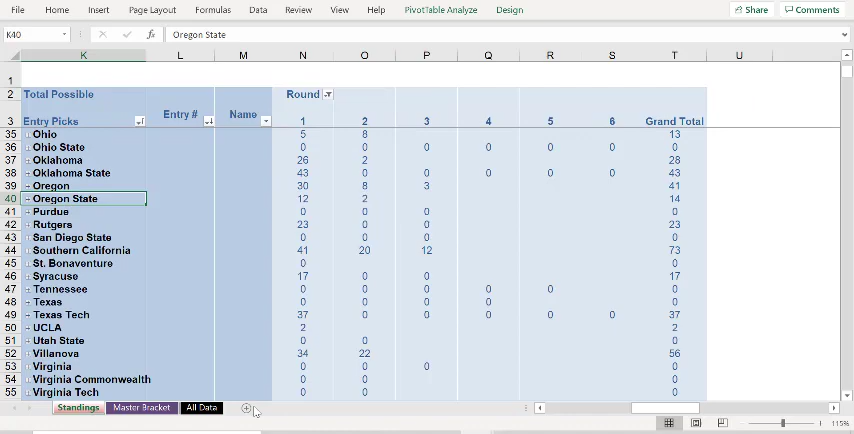 File Home Insert Page Layout Formulas Data Review View Help PivotTable Analyze Design Share Comments
K40 fx Oregon State
K L M N O P Q R S T U
1
2 Total Possible Round
3 Entry Picks Entry # Name 1 2 3 4 5 6 Grand Total
35 Ohio 5 8 13
36 Ohio State 0 0 0 0 0 0 0
37 Oklahoma 26 2 28
38 Oklahoma State 43 0 0 0 0 0 43
39 Oregon 30 8 3 41
40 Oregon State 12 2 14
41 Purdue 0 0 0 0
42 Rutgers 23 0 0 23
43 San Diego State 0 0 0 0
44 Southern California 41 20 12 73
45 St. Bonaventure 0 0
46 Syracuse 17 0 0 17
47 Tennessee 0 0 0 0 0 0
48 Texas 0 0 0 0 0
49 Texas Tech 37 0 0 0 0 0 37
50 UCLA 2 2
51 Utah State 0 0 0
52 Villanova 34 22 56
53 Virginia 0 0 0 0
54 Virginia Commonwealth 0 0 0
55 Virginia Tech 0 0 0
Standings Master Bracket All Data
115%